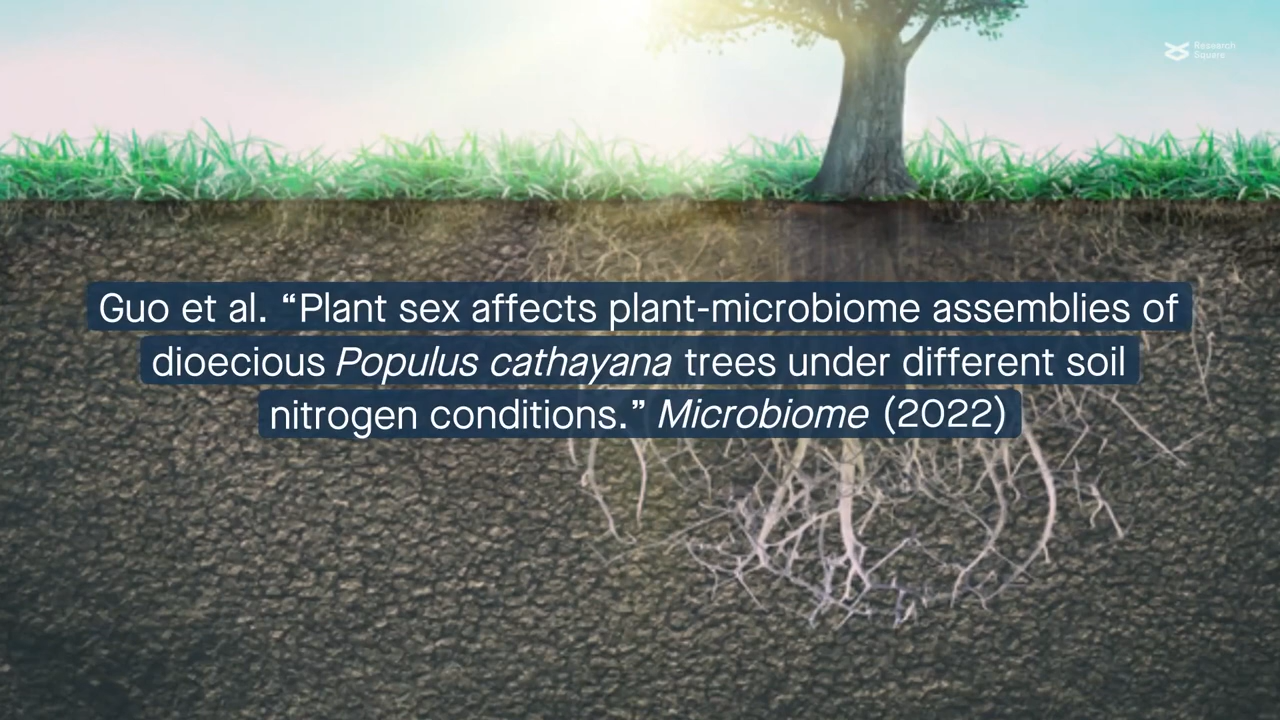 Research
Square
Guo et al. “Plant sex affects plant-microbiome assemblies of
dioecious Populus cathayana trees under different soil
nitrogen conditions.” Microbiome (2022)